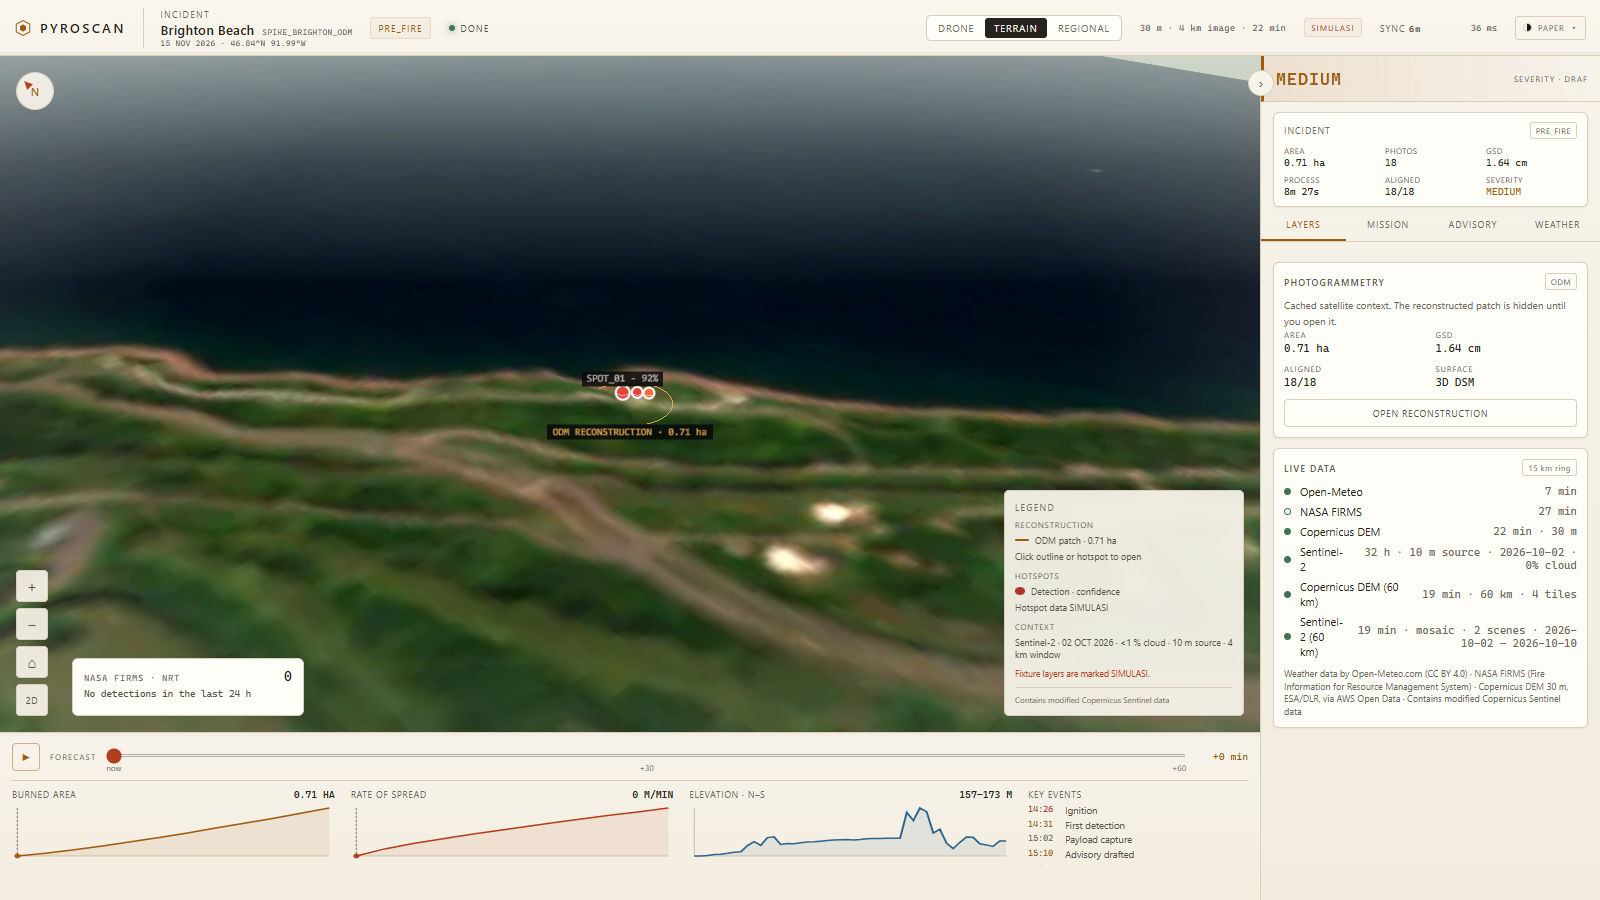 PYROSCAN
INCIDENT
Brighton Beach SPIKE_BRIGHTON_ODM
15 NOV 2026 · 46.84°N 91.99°W
PRE_FIRE
DONE
DRONE
TERRAIN
REGIONAL
30 m · 4 km image · 22 min
SIMULASI
SYNC 6m
36 ms
PAPER
N
SPOT_01 - 92%
ODM RECONSTRUCTION · 0.71 ha
+
−
2D
NASA FIRMS · NRT 0
No detections in the last 24 h
LEGEND
RECONSTRUCTION
ODM patch · 0.71 ha
Click outline or hotspot to open
HOTSPOTS
Detection · confidence
Hotspot data SIMULASI
CONTEXT
Sentinel-2 · 02 OCT 2026 · <1 % cloud · 10 m source · 4
km window
Fixture layers are marked SIMULASI.
Contains modified Copernicus Sentinel data
MEDIUM
SEVERITY · DRAF
INCIDENT
PRE_FIRE
AREA PHOTOS GSD
0.71 ha 18 1.64 cm
PROCESS ALIGNED SEVERITY
8m 27s 18/18 MEDIUM
LAYERS MISSION ADVISORY WEATHER
PHOTOGRAMMETRY
ODM
Cached satellite context. The reconstructed patch is hidden until
you open it.
AREA GSD
0.71 ha 1.64 cm
ALIGNED SURFACE
18/18 3D DSM
OPEN RECONSTRUCTION
LIVE DATA
15 km ring
Open-Meteo 7 min
NASA FIRMS 27 min
Copernicus DEM 22 min · 30 m
Sentinel- 32 h · 10 m source · 2026-10-02 ·
2 0% cloud
Copernicus DEM (60 19 min · 60 km · 4 tiles
km)
Sentinel- 19 min · mosaic · 2 scenes · 2026-
2 (60 10-02 – 2026-10-10
km)
Weather data by Open-Meteo.com (CC BY 4.0) · NASA FIRMS (Fire
Information for Resource Management System) · Copernicus DEM 30 m,
ESA/DLR, via AWS Open Data · Contains modified Copernicus Sentinel
data
FORECAST
now +30 +60
+0 min
BURNED AREA 0.71 HA
RATE OF SPREAD 0 M/MIN
ELEVATION · N–S 157–173 M
KEY EVENTS
14:26 Ignition
14:31 First detection
15:02 Payload capture
15:10 Advisory drafted